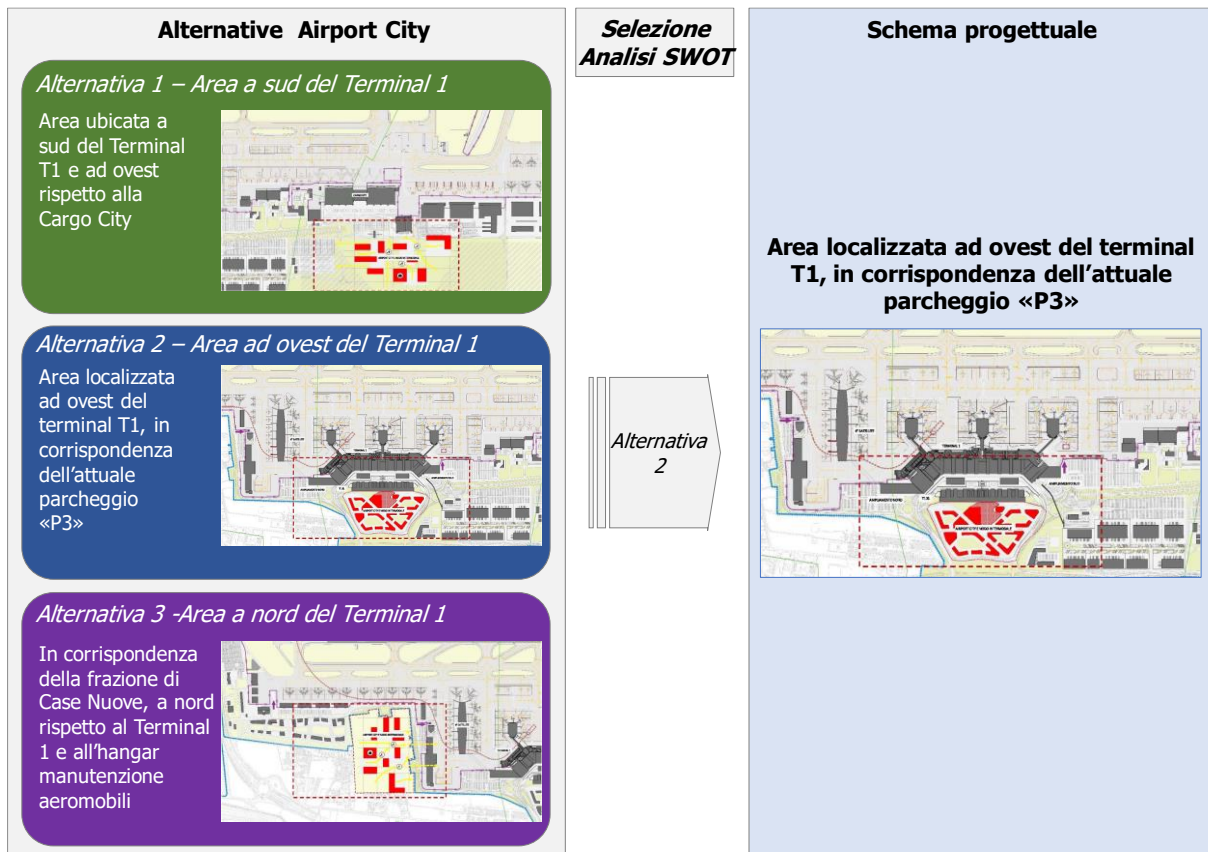 Alternative Airport City
Alternativa 1 – Area a sud del Terminal 1
Area ubicata a
sud del Terminal
T1 e ad ovest
rispetto alla
Cargo City
Alternativa 2 – Area ad ovest del Terminal 1
Area localizzata
ad ovest del
terminal T1, in
corrispondenza
dell'attuale
parcheggio
«P3»
Alternativa 3 -Area a nord del Terminal 1
In corrispondenza
della frazione di
Case Nuove, a nord
rispetto al Terminal
1 e all'hangar
manutenzione
aeromobili
Selezione
Analisi SWOT
Alternativa
2
Schema progettuale
Area localizzata ad ovest del terminal
T1, in corrispondenza dell'attuale
parcheggio «P3»
TERMINAL 1